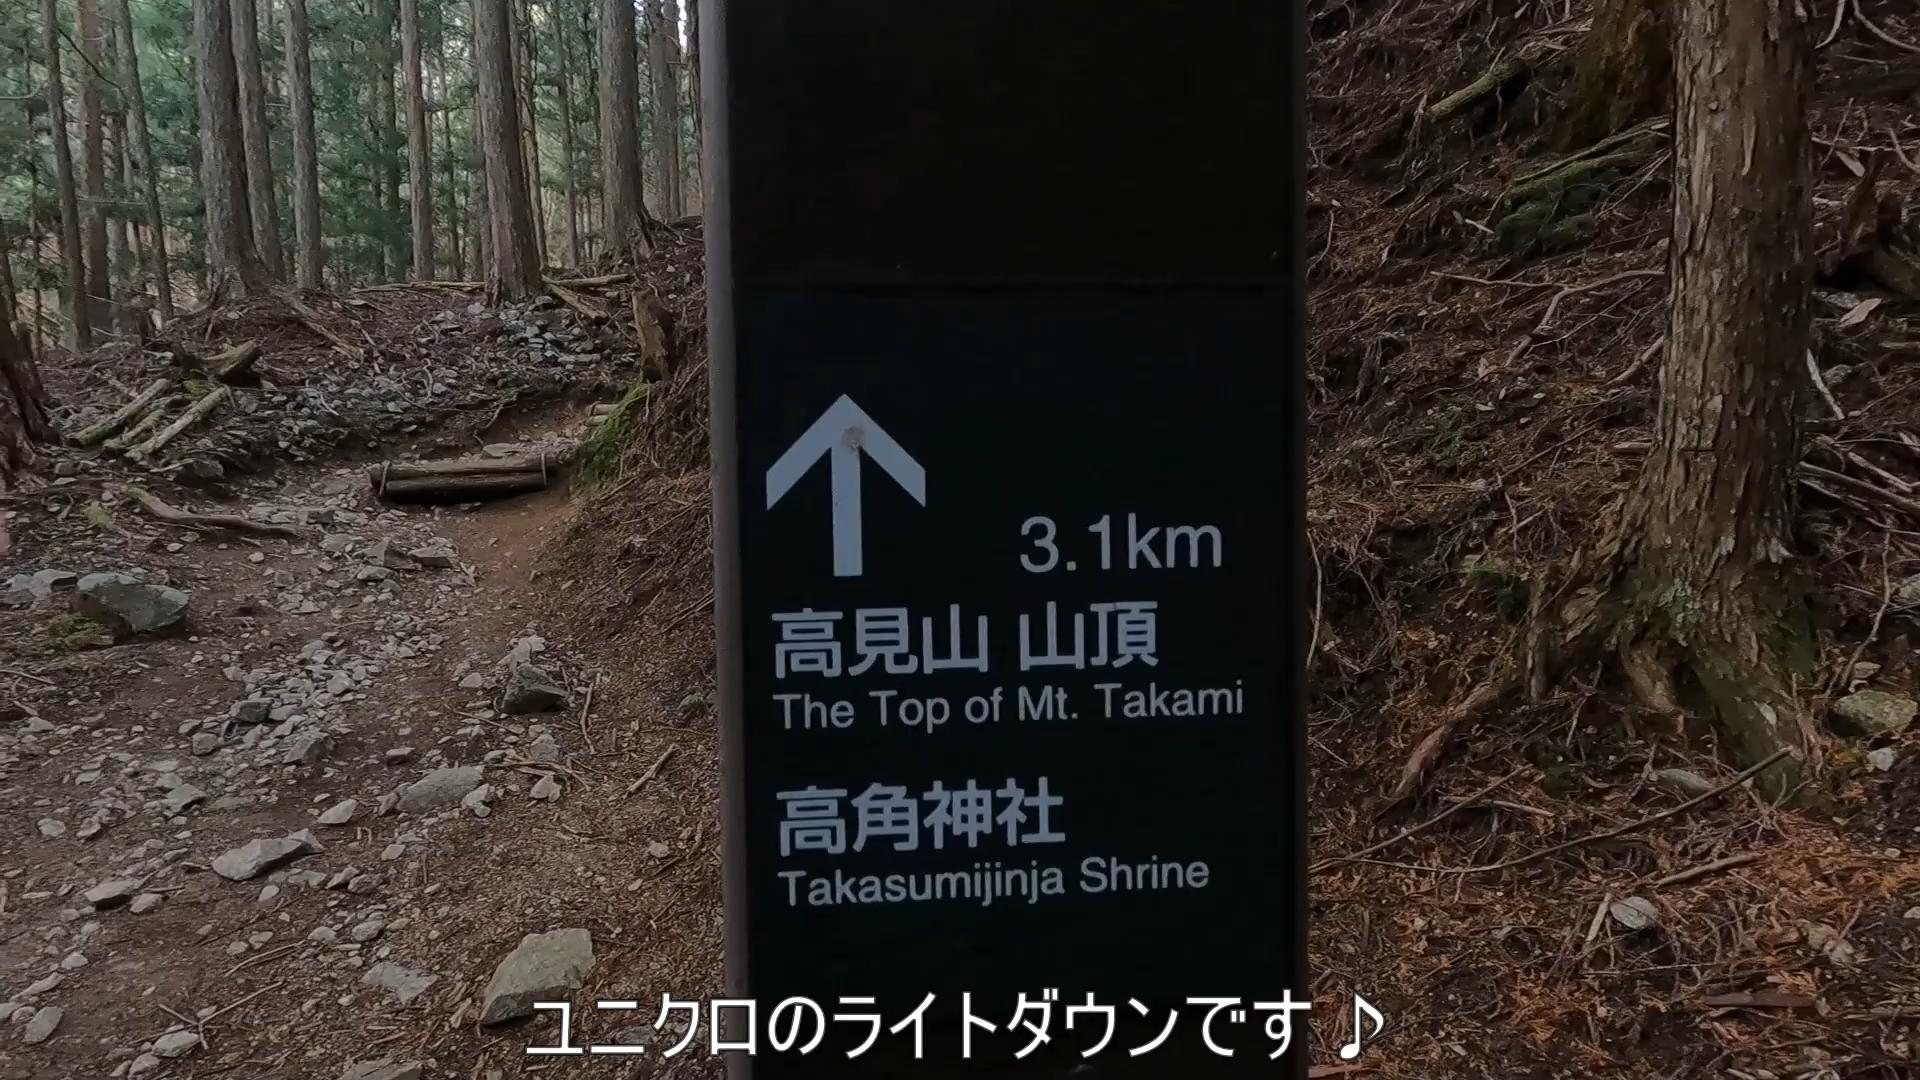 3.1km
高見山 山頂
The Top of Mt. Takami
高角神社
Takasumijinja Shrine
ユニクロのライトダウンです♪